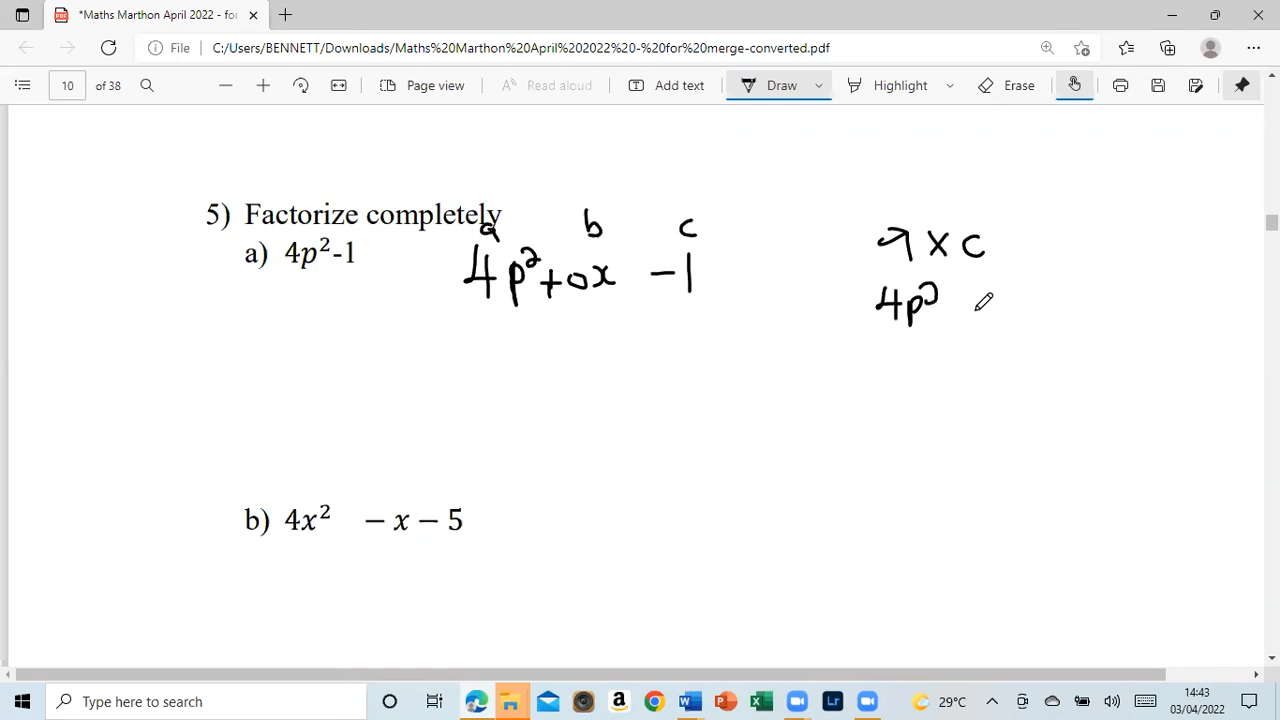 *Maths Marthon April 2022 - for
File
C:/Users/BENNETT/Downloads/Maths%20Marthon%20April%202022%20-%20for%20merge-converted.pdf
10 of 38
Page view
Read aloud
Add text
Draw
Highlight
Erase
5) Factorize completely
a b c
a) 4p²-1
4p²+0x -1
x c
4p²
b) 4x² − x − 5
Type here to search
29°C
14:43
03/04/2022